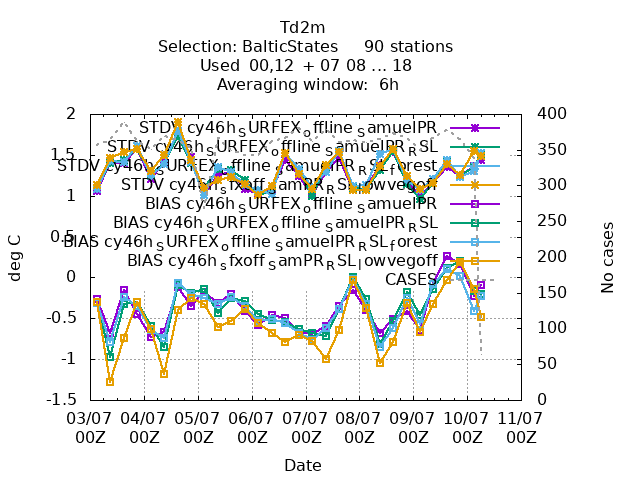 Td2m
Selection: BalticStates 90 stations
Used 00,12 + 07 08 ... 18
Averaging window: 6h
2
1.5
1
0.5
0
-0.5
-1
-1.5
deg C
400
350
300
250
200
150
100
50
0
No cases
STDV cy46h_SURFEX_offline_samuelPR
STDV cy46h_SURFEX_offline_samuelPR_RSL
STDV cy46h_SURFEX_offline_samuelPR_RSL_forest
STDV cy46h_sfxoff_samPR_RSL_lowvegoff
BIAS cy46h_SURFEX_offline_samuelPR
BIAS cy46h_SURFEX_offline_samuelPR_RSL
BIAS cy46h_SURFEX_offline_samuelPR_RSL_forest
BIAS cy46h_sfxoff_samPR_RSL_lowvegoff
CASES
03/07 04/07 05/07 06/07 07/07 08/07 09/07 10/07 11/07
00Z 00Z 00Z 00Z 00Z 00Z 00Z 00Z 00Z
Date